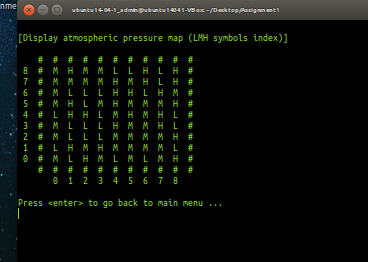 nme
ubuntu14-04-1_admin@ubuntu14041-VBox: ~/Desktop/Assignment1
[Display atmospheric pressure map (LMH symbols index)]
# # # # # # # # # # #
8 # M H M M L L H L H #
7 # M M M M H M H L H #
6 # M L L L H H L H M #
5 # M H L M H M M M H #
4 # L H H L M H H L H #
3 # M L L L H M M H L #
2 # M L L M M M M H L #
1 # L H M H M M M L L #
0 # M L H M L M L M H #
# # # # # # # # # # #
0 1 2 3 4 5 6 7 8
Press <enter> to go back to main menu ...